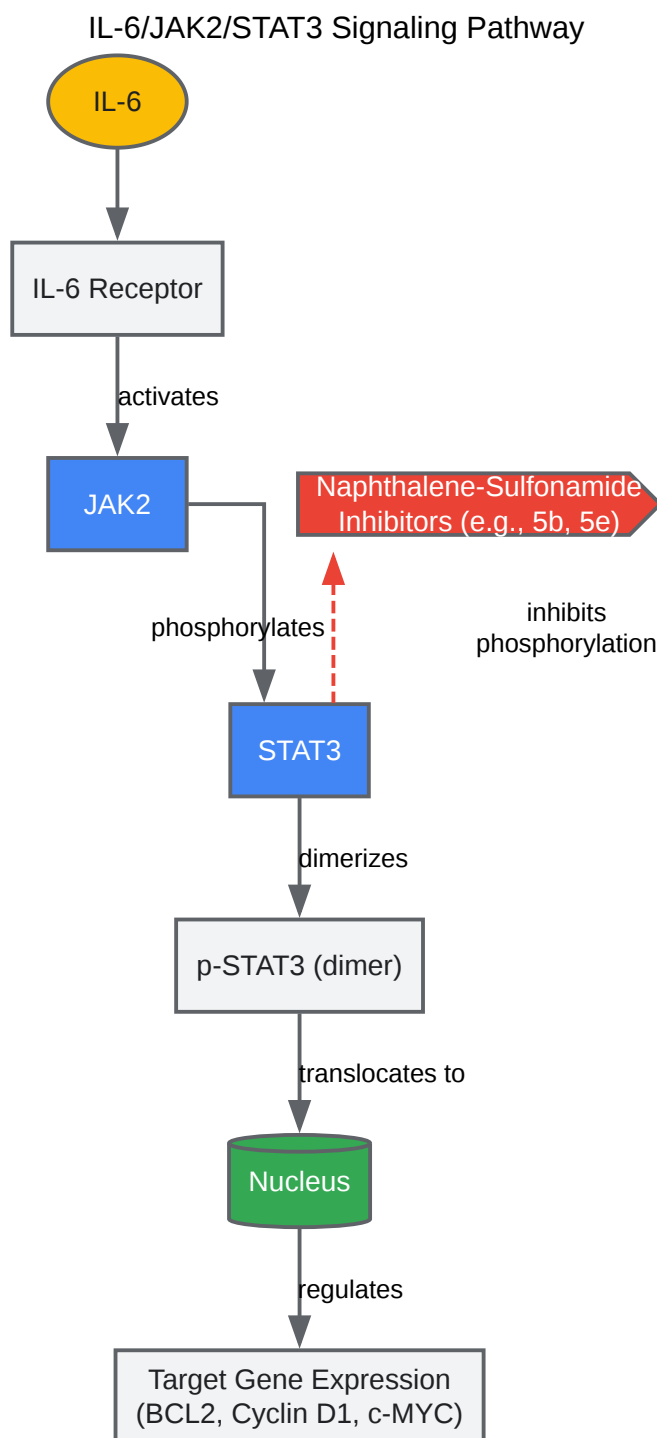 IL-6/JAK2/STAT3 Signaling Pathway
IL-6
IL-6 Receptor
activates
JAK2
Naphthalene-Sulfonamide
Inhibitors (e.g., 5b, 5e)
phosphorylates
inhibits
phosphorylation
STAT3
dimerizes
p-STAT3 (dimer)
translocates to
Nucleus
regulates
Target Gene Expression
(BCL2, Cyclin D1, c-MYC)